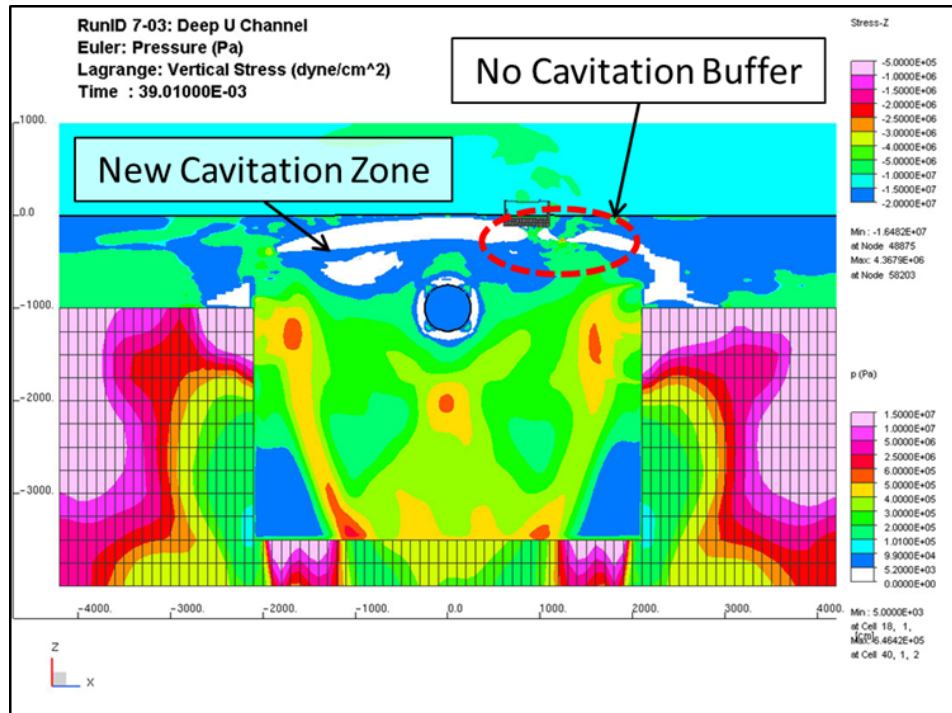 RunID 7-03: Deep U Channel
Euler: Pressure (Pa)
Lagrange: Vertical Stress (dyne/cm^2)
Time : 39.01000E-03
No Cavitation Buffer
New Cavitation Zone
1000.
0.0
-1000.
-2000.
-3000.
-4000.
-3000.
-2000.
-1000.
0.0
1000.
2000.
3000.
4000.
[cm]
Z
X
Stress-Z
-5.0000E+05
-1.0000E+06
-1.5000E+06
-2.0000E+06
-2.5000E+06
-3.0000E+06
-4.0000E+06
-5.0000E+06
-1.0000E+07
-1.5000E+07
-2.0000E+07
Min : -1.6482E+07
at Node 48875
Max: 4.3679E+06
at Node 58203
p (Pa)
1.5000E+07
1.0000E+07
5.0000E+06
2.5000E+06
6.0000E+05
5.0000E+05
4.0000E+05
3.0000E+05
2.0000E+05
1.0100E+05
9.9000E+04
5.2000E+03
0.0000E+00
Min : 5.0000E+03
at Cell 18, 1,
Max: 6.4642E+05
at Cell 40, 1, 2